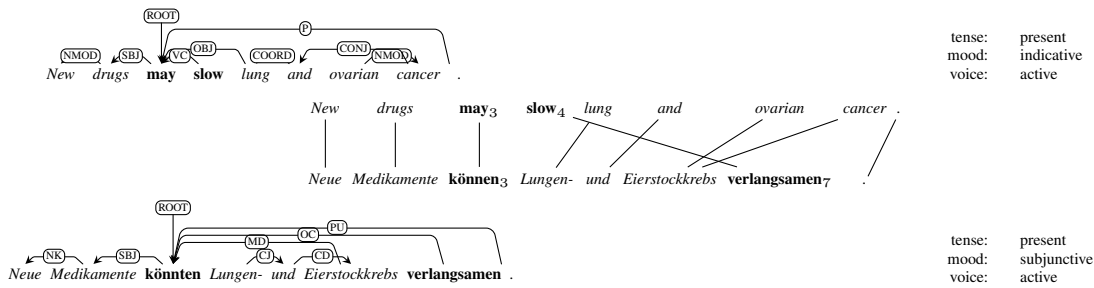 ROOT
P
NMOD SBJ VC OBJ COORD CONJ NMOD
New drugs may slow lung and ovarian cancer .
tense: present
mood: indicative
voice: active
New drugs may3 slow4 lung and ovarian cancer .
Neue Medikamente können3 Lungen- und Eierstockkrebs verlangsamen7 .
ROOT
PU
OC
MD
NK SBJ CJ CD
Neue Medikamente könnten Lungen- und Eierstockkrebs verlangsamen .
tense: present
mood: subjunctive
voice: active